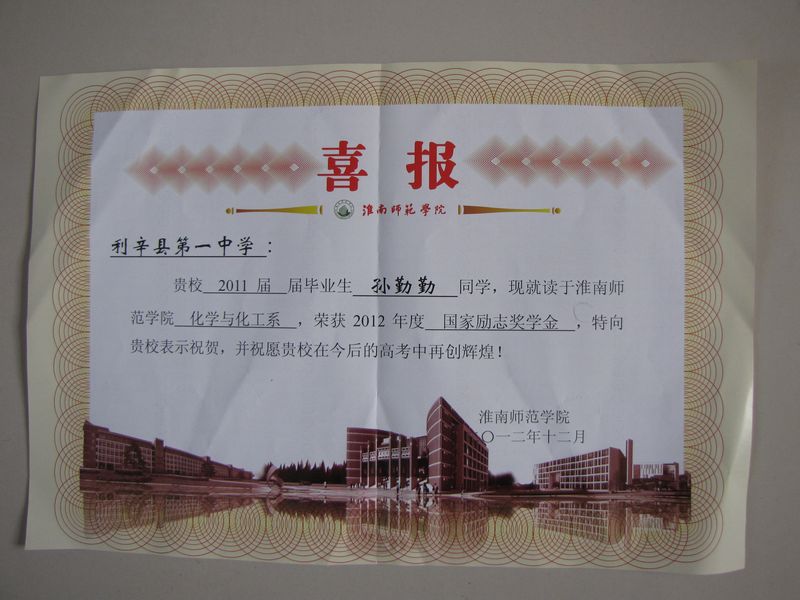 喜报
淮南师范学院
利辛县第一中学：
贵校 2011 届 届毕业生 孙勤勤 同学，现就读于淮南师
范学院 化学与化工系 ，荣获 2012 年度 国家励志奖学金 ，特向
贵校表示祝贺，并祝愿贵校在今后的高考中再创辉煌！
淮南师范学院
〇一二年十二月